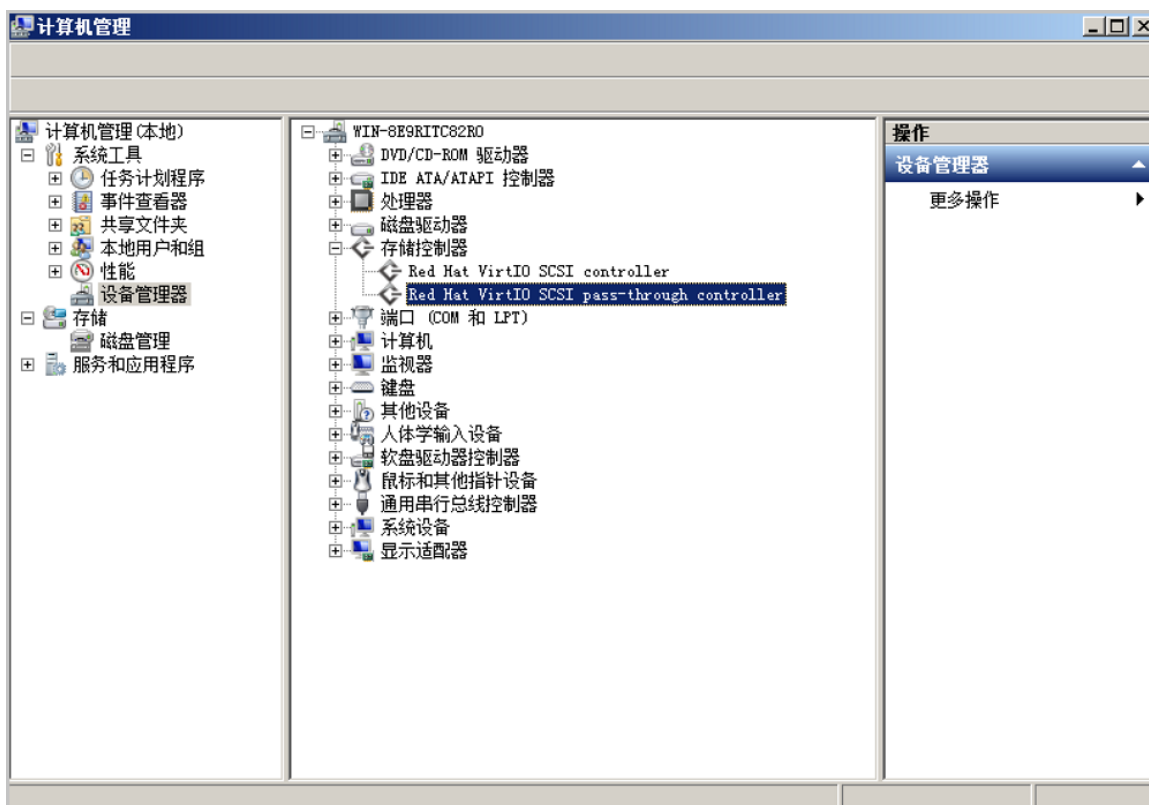 计算机管理
计算机管理(本地)
系统工具
任务计划程序
事件查看器
共享文件夹
本地用户和组
性能
设备管理器
存储
磁盘管理
服务和应用程序
WIN-8E9RITC82RO
DVD/CD-ROM 驱动器
IDE ATA/ATAPI 控制器
处理器
磁盘驱动器
存储控制器
Red Hat VirtIO SCSI controller
Red Hat VirtIO SCSI pass-through controller
端口 (COM 和 LPT)
计算机
监视器
键盘
其他设备
人体学输入设备
软盘驱动器控制器
鼠标和其他指针设备
通用串行总线控制器
系统设备
显示适配器
操作
设备管理器
更多操作